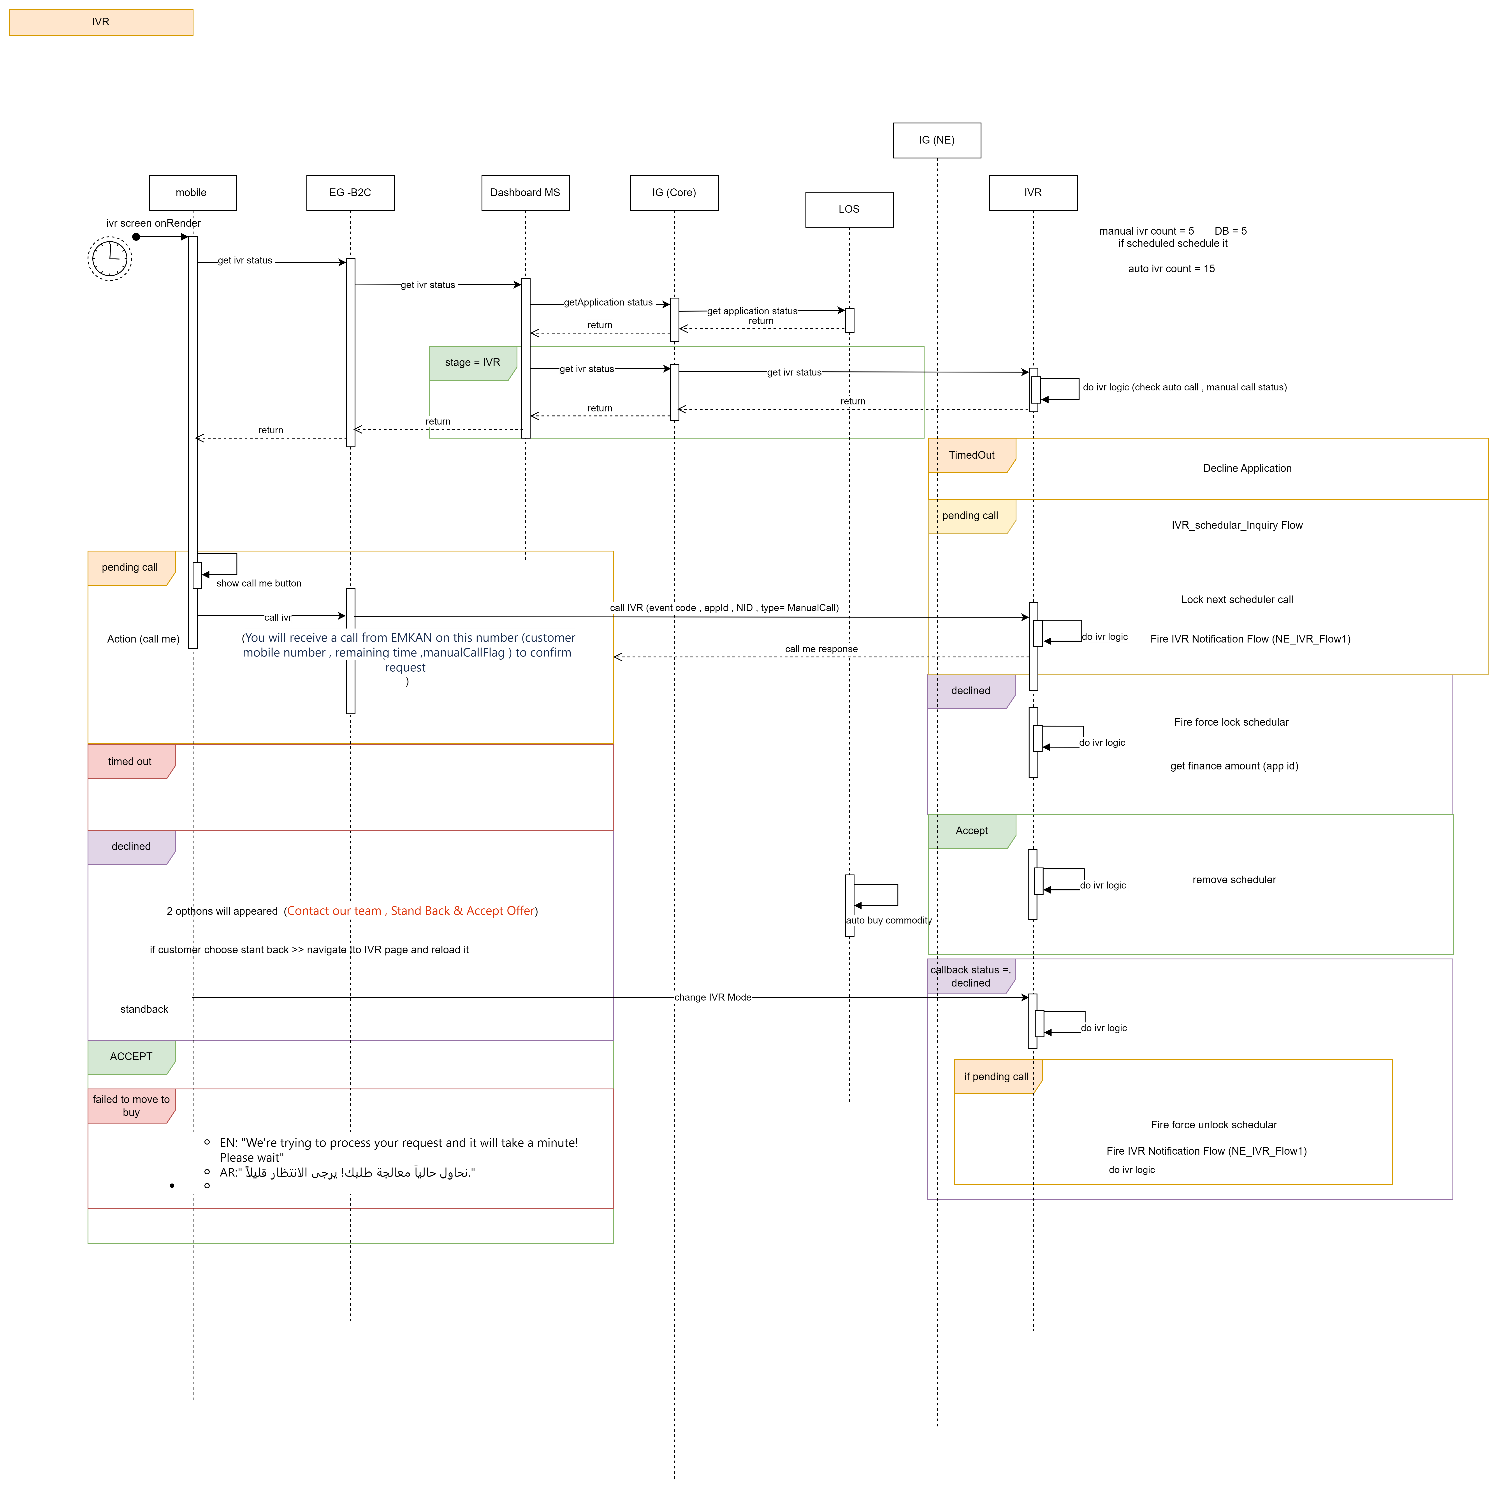 IVR
IG (NE)
mobile
EG -B2C
Dashboard MS
IG (Core)
LOS
IVR
ivr screen onRender
manual ivr count = 5 DB = 5
if scheduled schedule it
auto ivr count = 15
get ivr status
get ivr status
getApplication status
get application status
return
return
stage = IVR
get ivr status
get ivr status
do ivr logic (check auto call , manual call status)
return
return
return
return
TimedOut
Decline Application
pending call
IVR_schedular_Inquiry Flow
pending call
show call me button
Lock next scheduler call
call IVR (event code , appId , NID , type= ManualCall)
call ivr
Action (call me)
(You will receive a call from EMKAN on this number (customer
mobile number , remaining time ,manualCallFlag ) to confirm
request
)
do ivr logic
Fire IVR Notification Flow (NE_IVR_Flow1)
call me response
declined
Fire force lock schedular
do ivr logic
get finance amount (app id)
timed out
Accept
declined
remove scheduler
do ivr logic
2 opthons will appeared (Contact our team , Stand Back & Accept Offer)
auto buy commodity
if customer choose stant back >> navigate to IVR page and reload it
callback status =.
declined
change IVR Mode
standback
do ivr logic
ACCEPT
if pending call
failed to move to
buy
Fire force unlock schedular
EN: "We're trying to process your request and it will take a minute!
Please wait"
Fire IVR Notification Flow (NE_IVR_Flow1)
AR:" نحاول حالياً معالجة طلبك! يرجى الانتظار قليلاً."
do ivr logic